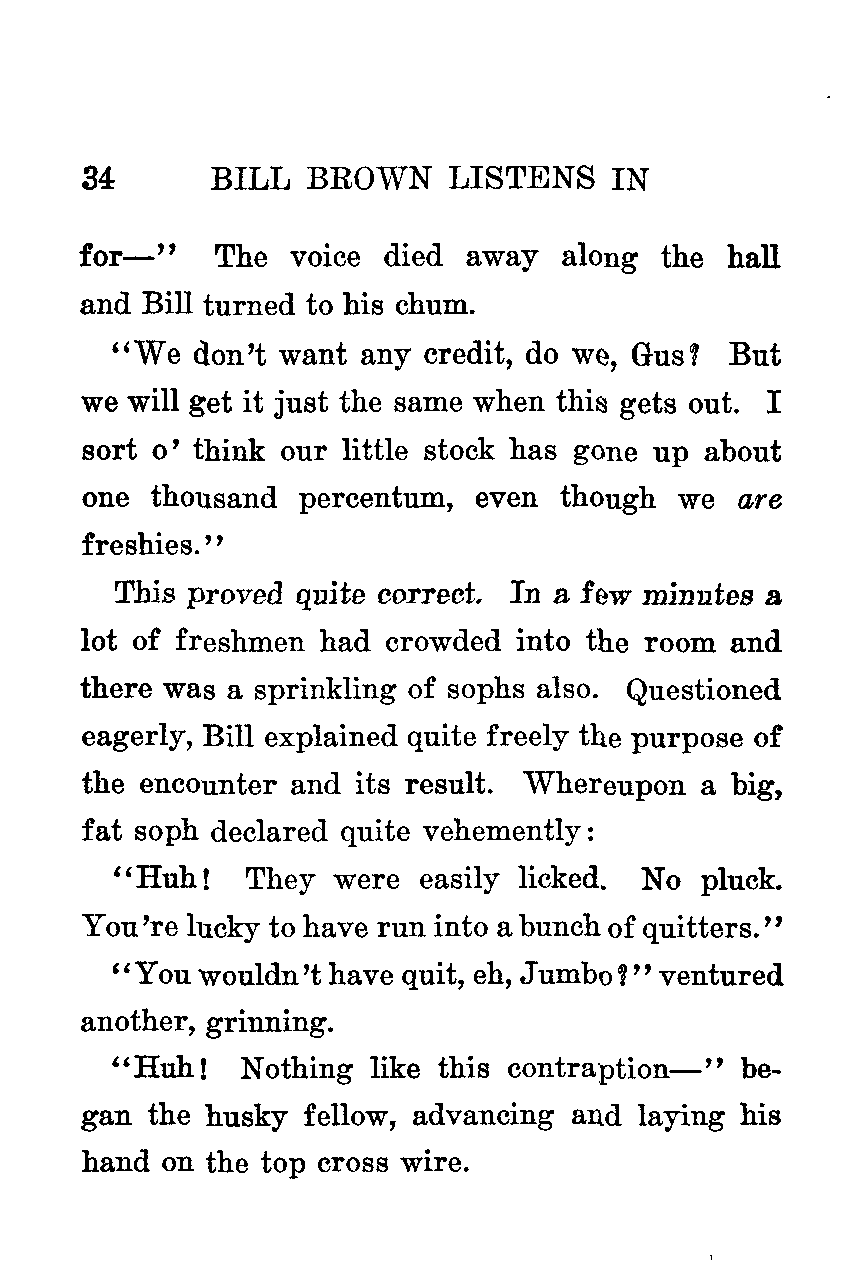 34 BILL BROWN LISTENS IN
for—" The voice died away along the hall
and Bill turned to his chum.
"We don't want any credit, do we, Gus? But
we will get it just the same when this gets out. I
sort o' think our little stock has gone up about
one thousand percentum, even though we are
freshies."
This proved quite correct. In a few minutes a
lot of freshmen had crowded into the room and
there was a sprinkling of sophs also. Questioned
eagerly, Bill explained quite freely the purpose of
the encounter and its result. Whereupon a big,
fat soph declared quite vehemently:
"Huh! They were easily licked. No pluck.
You're lucky to have run into a bunch of quitters."
"You wouldn't have quit, eh, Jumbo?" ventured
another, grinning.
"Huh! Nothing like this contraption—" be-
gan the husky fellow, advancing and laying his
hand on the top cross wire.